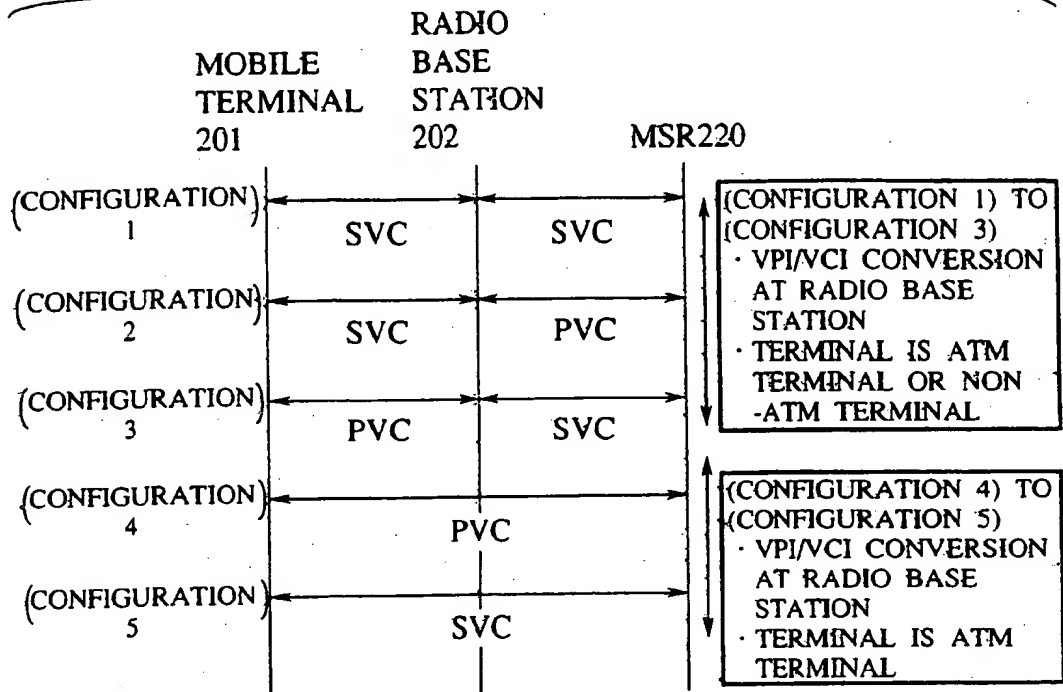 MOBILE
TERMINAL
201
RADIO
BASE
STATION
202
MSR220
(CONFIGURATION)
1
SVC
SVC
(CONFIGURATION)
2
SVC
PVC
(CONFIGURATION)
3
PVC
SVC
(CONFIGURATION)
4
PVC
(CONFIGURATION)
5
SVC
(CONFIGURATION 1) TO
(CONFIGURATION 3)
· VPI/VCI CONVERSION
AT RADIO BASE
STATION
· TERMINAL IS ATM
TERMINAL OR NON
-ATM TERMINAL
(CONFIGURATION 4) TO
(CONFIGURATION 5)
· VPI/VCI CONVERSION
AT RADIO BASE
STATION
· TERMINAL IS ATM
TERMINAL